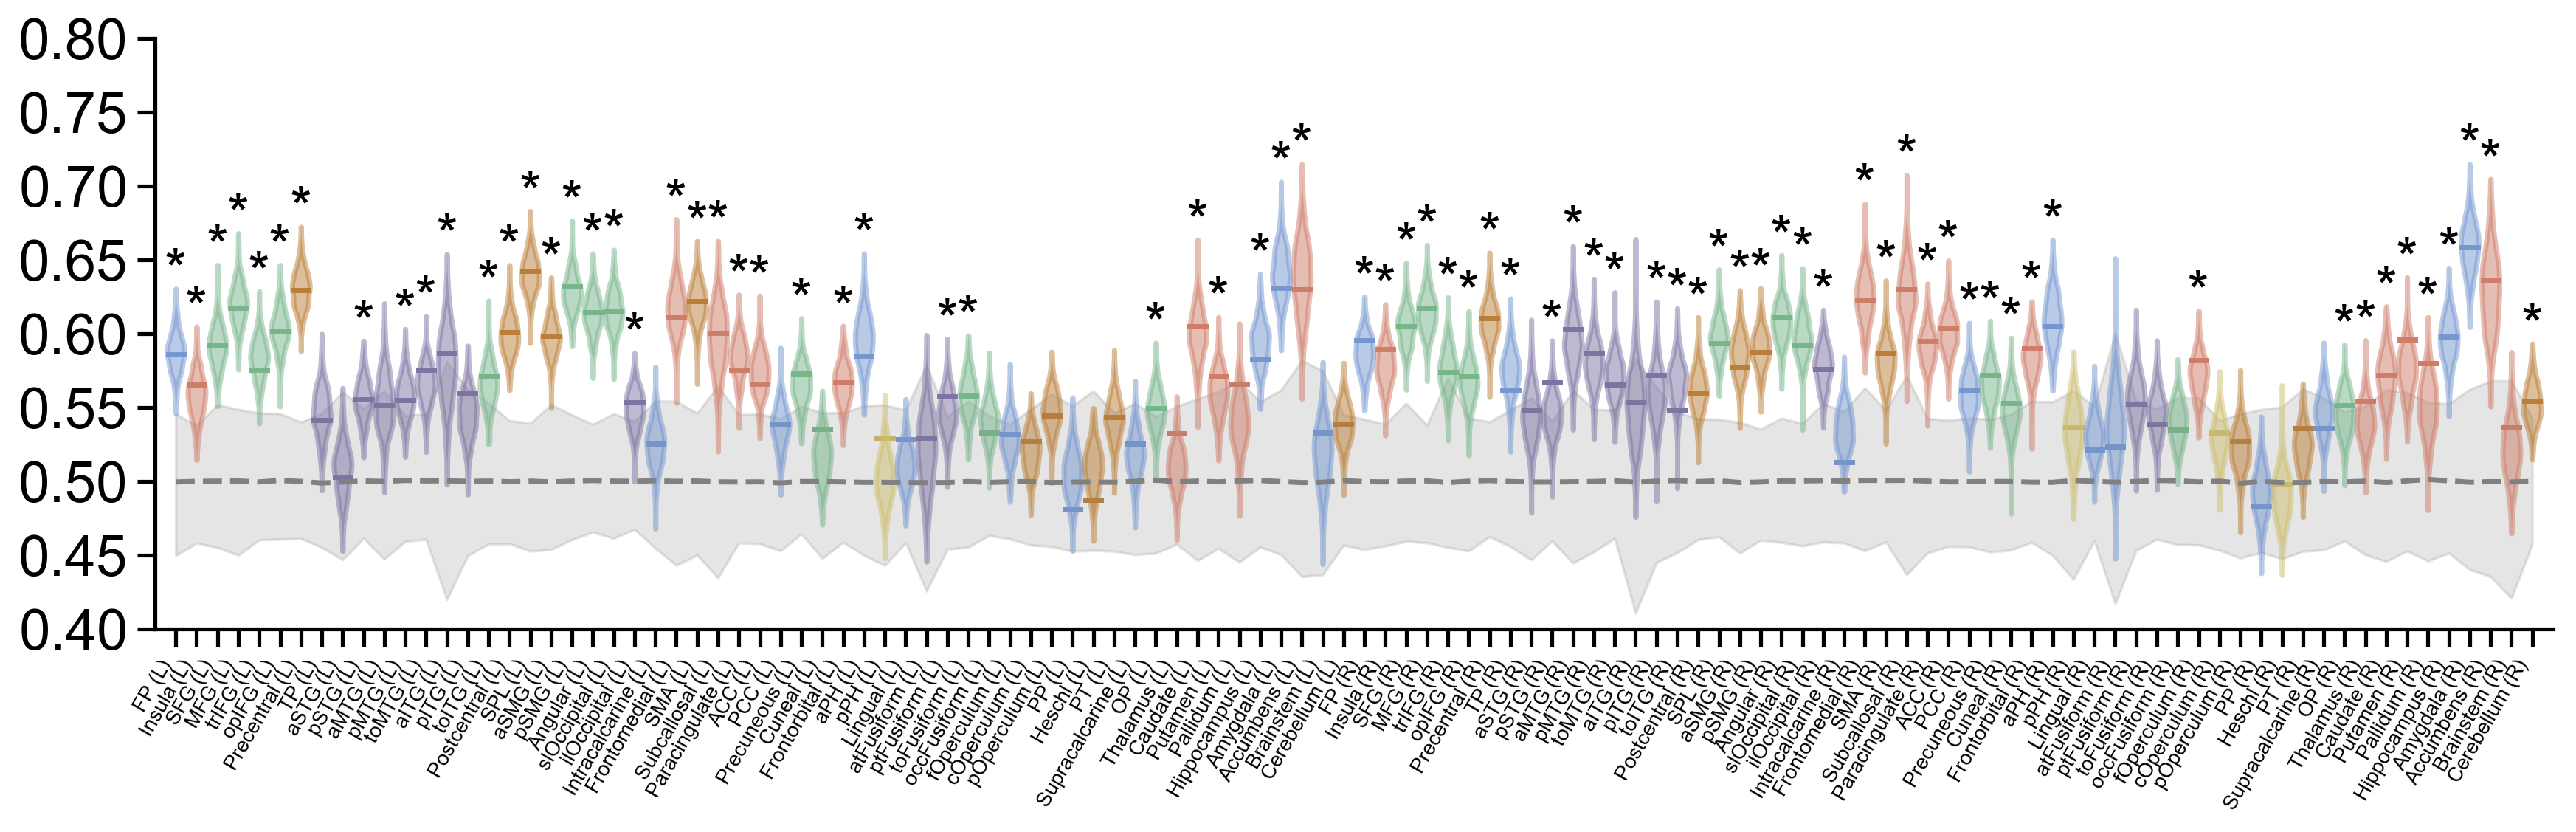 0.80
0.75
0.70
0.65
0.60
0.55
0.50
0.45
0.40
FP (L)
Insula (L)
SFG (L)
MFG (L)
trIFG (L)
opIFG (L)
Precentral (L)
TP (L)
aSTG (L)
pSTG (L)
aMTG (L)
pMTG (L)
toMTG (L)
aITG (L)
pITG (L)
toITG (L)
Postcentral (L)
SPL (L)
aSMG (L)
pSMG (L)
Angular (L)
slOccipital (L)
ilOccipital (L)
Intracalcarine (L)
Frontomedial (L)
SMA (L)
Subcallosal (L)
Paracingulate (L)
ACC (L)
PCC (L)
Precuneous (L)
Cuneal (L)
Frontorbital (L)
aPH (L)
pPH (L)
Lingual (L)
atFusiform (L)
ptFusiform (L)
toFusiform (L)
occFusiform (L)
fOperculum (L)
cOperculum (L)
pOperculum (L)
PP (L)
Heschl (L)
PT (L)
Supracalcarine (L)
OP (L)
Thalamus (L)
Caudate (L)
Putamen (L)
Pallidum (L)
Hippocampus (L)
Amygdala (L)
Accumbens (L)
Brainstem (L)
Cerebellum (L)
FP (R)
Insula (R)
SFG (R)
MFG (R)
trIFG (R)
opIFG (R)
Precentral (R)
TP (R)
aSTG (R)
pSTG (R)
aMTG (R)
pMTG (R)
toMTG (R)
aITG (R)
pITG (R)
toITG (R)
Postcentral (R)
SPL (R)
aSMG (R)
pSMG (R)
Angular (R)
slOccipital (R)
ilOccipital (R)
Intracalcarine (R)
Frontomedial (R)
SMA (R)
Subcallosal (R)
Paracingulate (R)
ACC (R)
PCC (R)
Precuneous (R)
Cuneal (R)
Frontorbital (R)
aPH (R)
pPH (R)
Lingual (R)
atFusiform (R)
ptFusiform (R)
toFusiform (R)
occFusiform (R)
fOperculum (R)
cOperculum (R)
pOperculum (R)
PP (R)
Heschl (R)
PT (R)
Supracalcarine (R)
OP (R)
Thalamus (R)
Caudate (R)
Putamen (R)
Pallidum (R)
Hippocampus (R)
Amygdala (R)
Accumbens (R)
Brainstem (R)
Cerebellum (R)